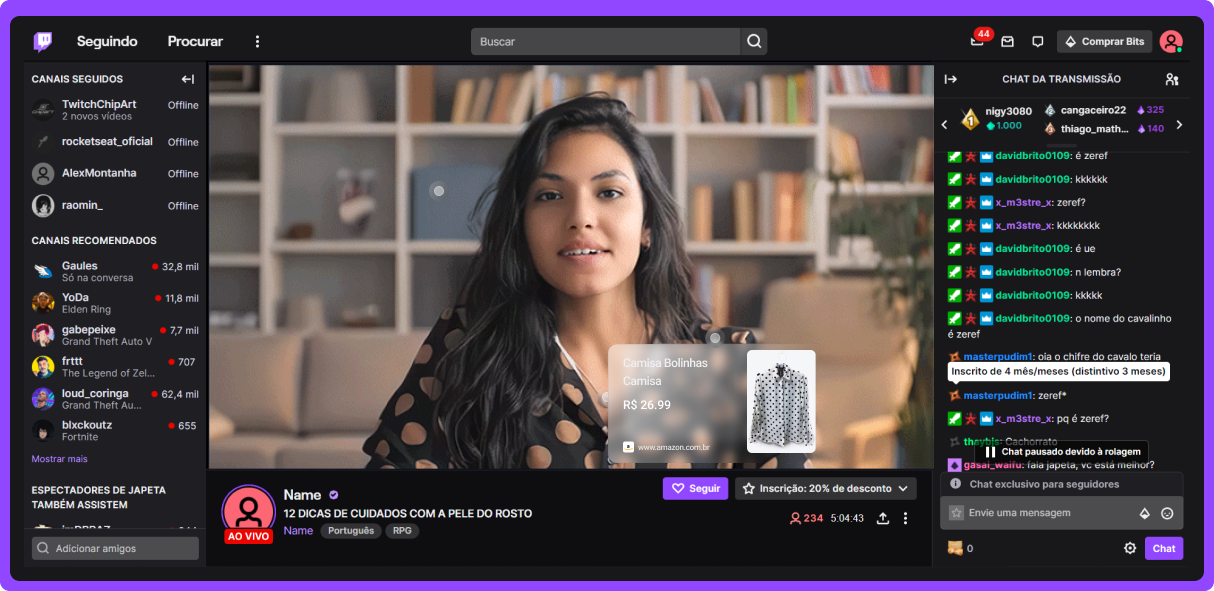 Seguindo
Procurar
Buscar
44
Comprar Bits
CANAIS SEGUIDOS
TwitchChipArt
Offline
2 novos vídeos
rocketseat_oficial
Offline
AlexMontanha
Offline
raomin_
Offline
CANAIS RECOMENDADOS
Gaules
32,8 mil
Só na conversa
YoDa
11,8 mil
Elden Ring
gabepeixe
7,7 mil
Grand Theft Auto V
frttt
707
The Legend of Zel...
loud_coringa
62,4 mil
Grand Theft Au...
blxckoutz
655
Fortnite
Mostrar mais
ESPECTADORES DE JAPETA
TAMBÉM ASSISTEM
Adicionar amigos
Camisa Bolinhas
Camisa
R$ 26.99
www.amazon.com.br
AO VIVO
Name
12 DICAS DE CUIDADOS COM A PELE DO ROSTO
Name
Português
RPG
Seguir
Inscrição: 20% de desconto
234
5:04:43
CHAT DA TRANSMISSÃO
1
nigy3080
1.000
cangaceiro22
325
thiago_math...
140
davidbrito0109: é zeref
davidbrito0109: kkkkkk
x_m3stre_x: zeref?
x_m3stre_x: kkkkkkkk
davidbrito0109: é ue
davidbrito0109: n lembra?
davidbrito0109: kkkkk
davidbrito0109: o nome do cavalinho
é zeref
masterpudim1: oia o chifre do cavalo teria
Inscrito de 4 mês/meses (distintivo 3 meses)
masterpudim1: zeref*
x_m3stre_x: pq é zeref?
Cachorrato
Chat pausado devido à rolagem
gasai_waifu: faia japeta, vc está melhor?
Chat exclusivo para seguidores
Envie uma mensagem
0
Chat